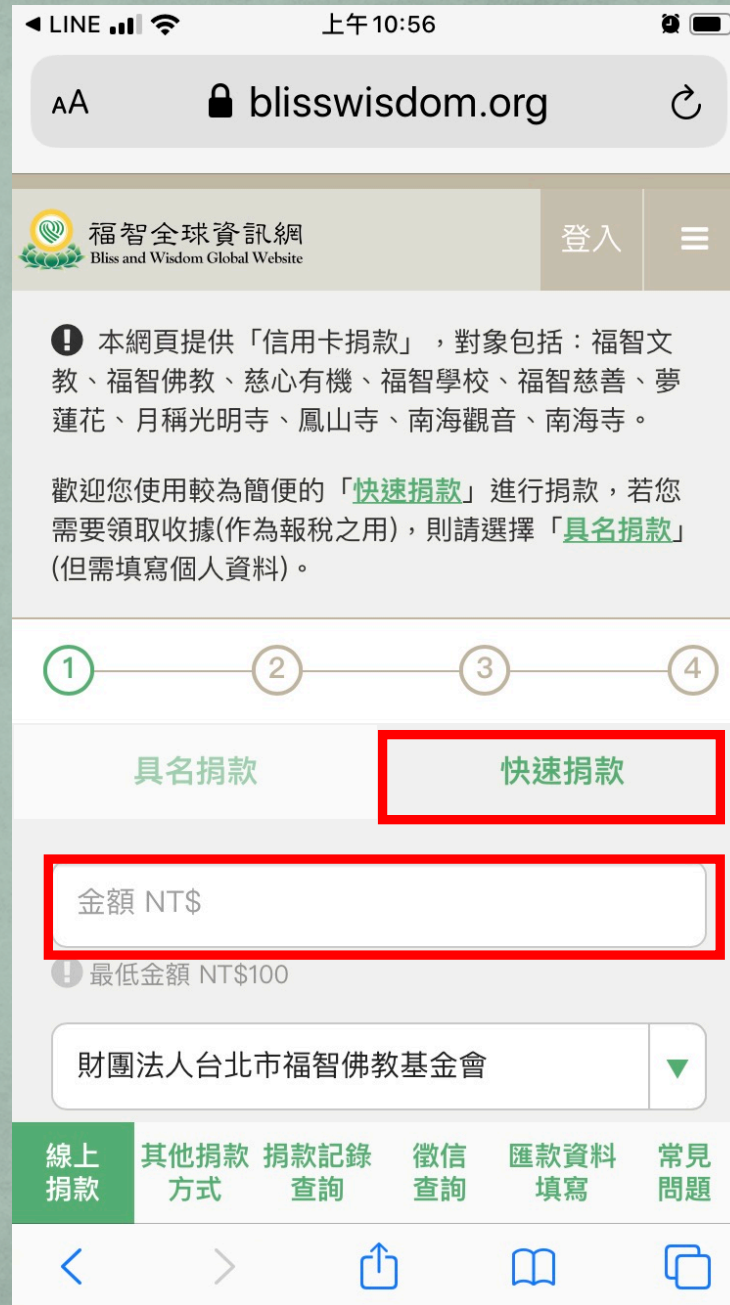 LINE
上午10:56
AA blisswisdom.org
福智全球資訊網
Bliss and Wisdom Global Website
登入
本網頁提供「信用卡捐款」，對象包括：福智文
教、福智佛教、慈心有機、福智學校、福智慈善、夢
蓮花、月稱光明寺、鳳山寺、南海觀音、南海寺。
歡迎您使用較為簡便的「快速捐款」進行捐款，若您
需要領取收據(作為報稅之用)，則請選擇「具名捐款」
(但需填寫個人資料)。
1 2 3 4
具名捐款 快速捐款
金額 NT$
最低金額 NT$100
財團法人台北市福智佛教基金會
線上 其他捐款 捐款記錄 徵信 匯款資料 常見
捐款 方式 查詢 查詢 填寫 問題